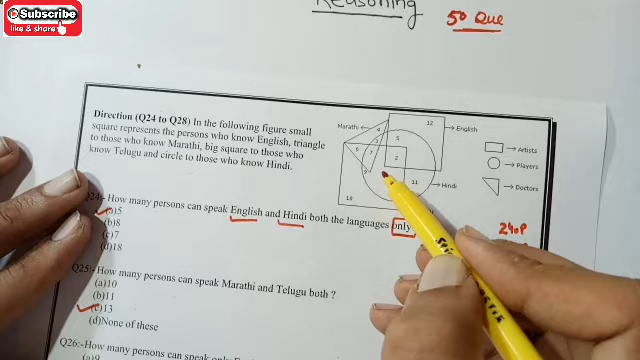 Subscribe
like & share
Reasoning
50 Que
Direction (Q24 to Q28) In the following figure small
square represents the persons who know English, triangle
to those who know Marathi, big square to those who
know Telugu and circle to those who know Hindi.
Marathi
English
Hindi
12
4
3
5
6
7
2
9
11
10
Artists
Players
Doctors
Q24:- How many persons can speak English and Hindi both the languages only
(a)5
(b)8
(c)7
(d)18
Q25:- How many persons can speak Marathi and Telugu both ?
(a)10
(b)11
(c)13
(d)None of these
Q26:- How many persons can speak only
(a)9